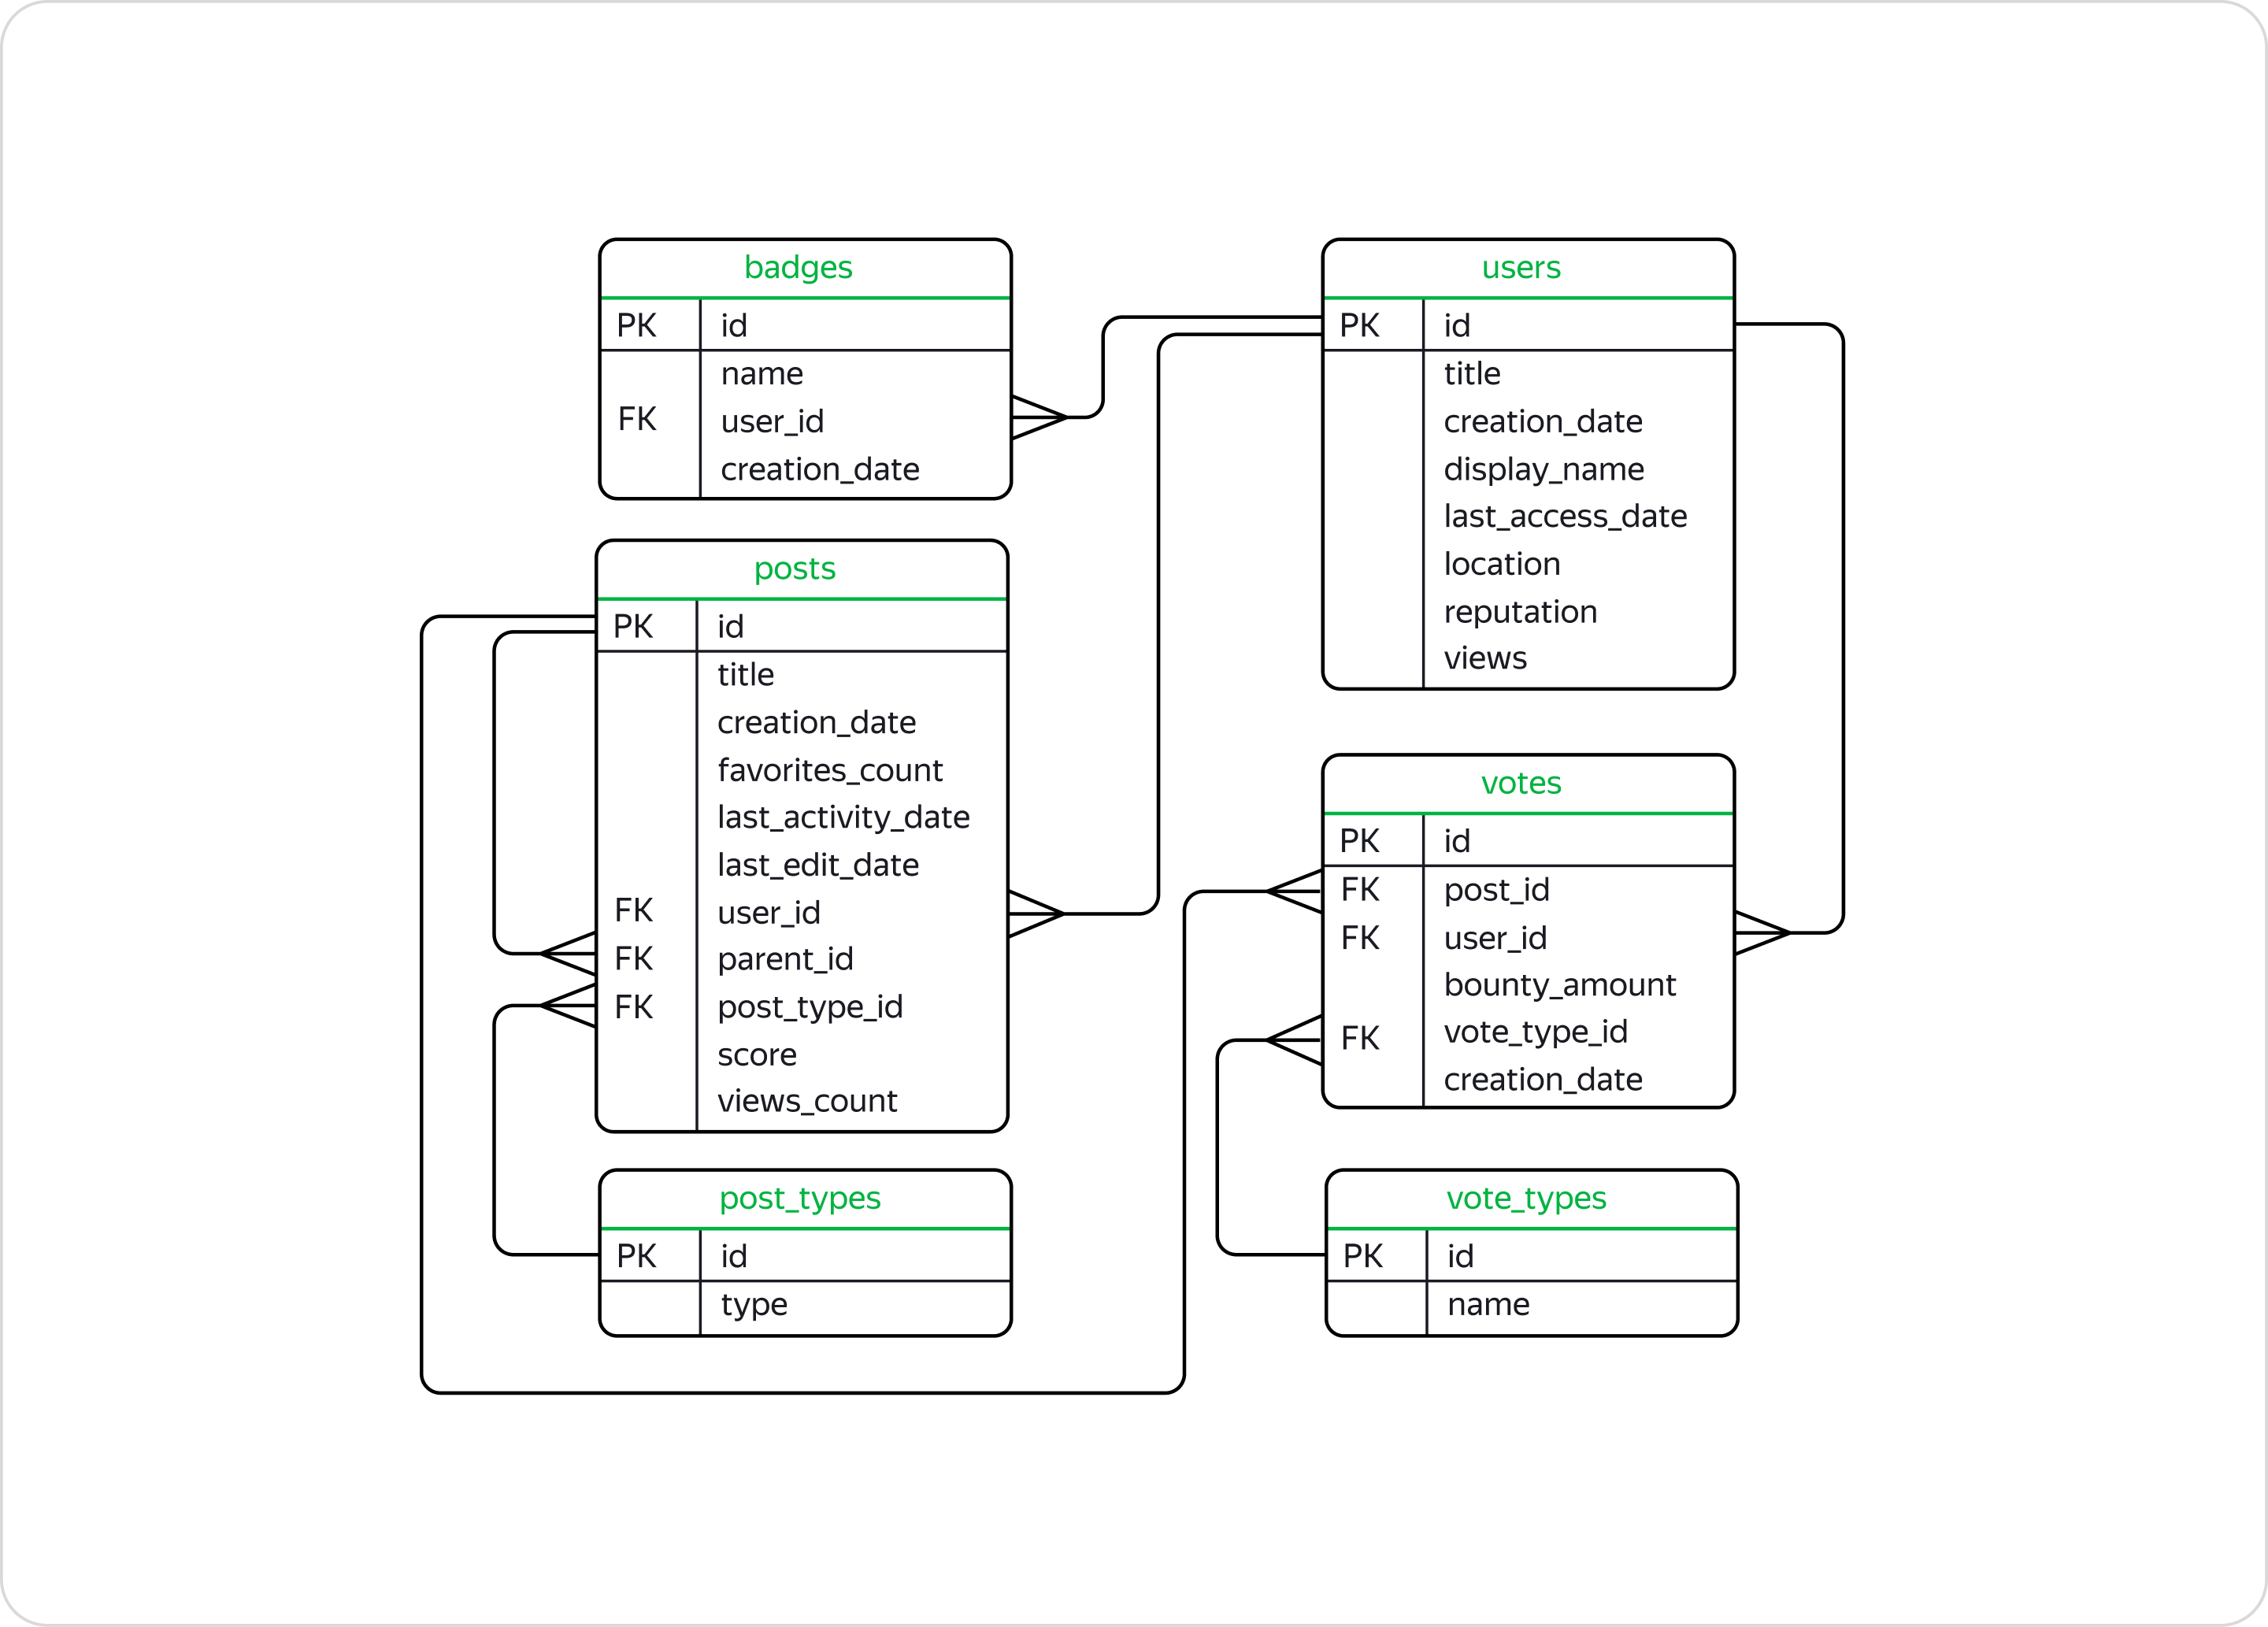 badges
PK id
name
FK user_id
creation_date
users
PK id
title
creation_date
display_name
last_access_date
location
reputation
views
posts
PK id
title
creation_date
favorites_count
last_activity_date
last_edit_date
FK user_id
FK parent_id
FK post_type_id
score
views_count
votes
PK id
FK post_id
FK user_id
bounty_amount
FK vote_type_id
creation_date
post_types
PK id
type
vote_types
PK id
name